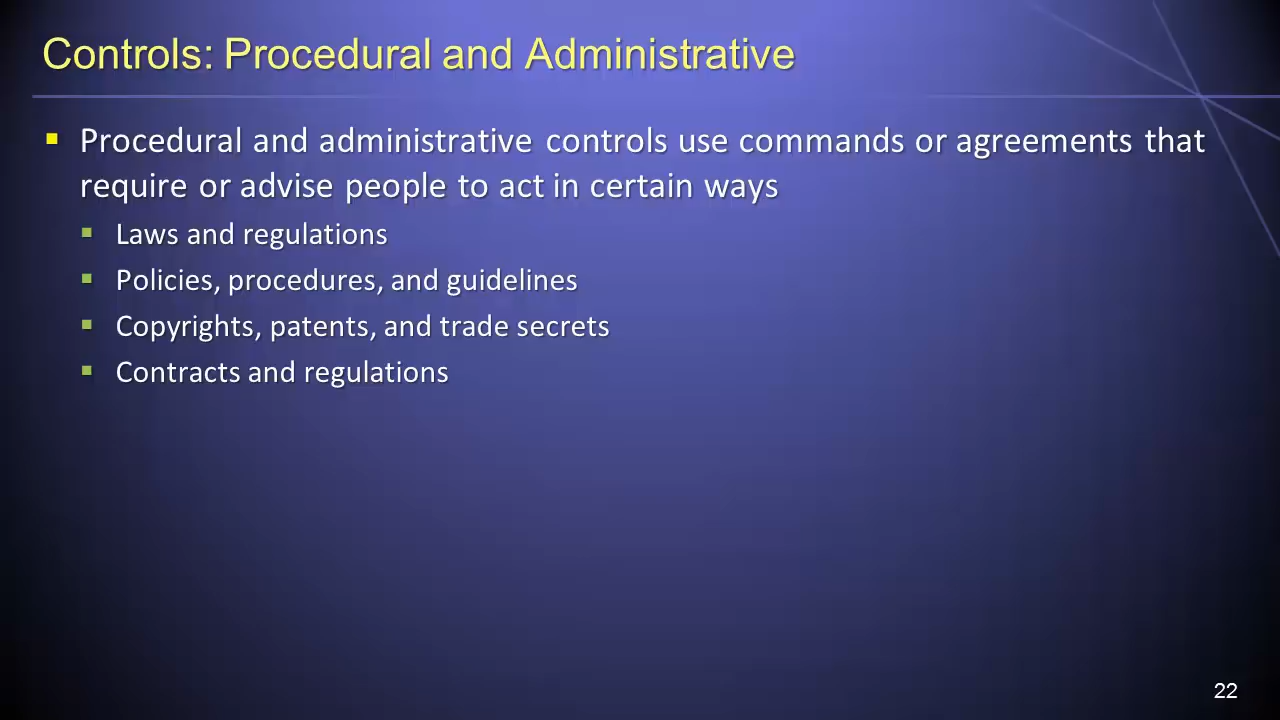 Controls: Procedural and Administrative
Procedural and administrative controls use commands or agreements that
require or advise people to act in certain ways
Laws and regulations
Policies, procedures, and guidelines
Copyrights, patents, and trade secrets
Contracts and regulations
22